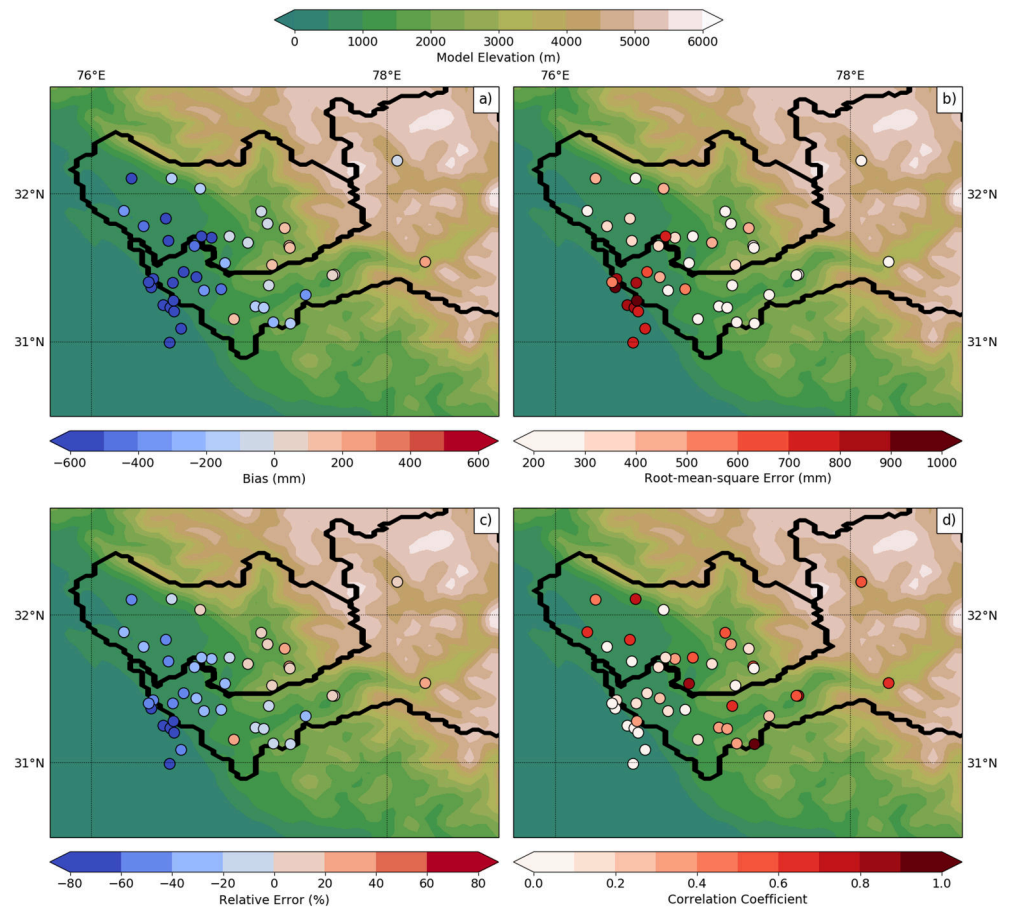 0 1000 2000 3000 4000 5000 6000
Model Elevation (m)
76°E 78°E 76°E 78°E
a) b)
32°N 32°N
31°N 31°N
−600 −400 −200 0 200 400 600
Bias (mm)
200 300 400 500 600 700 800 900 1000
Root-mean-square Error (mm)
c) d)
32°N 32°N
31°N 31°N
−80 −60 −40 −20 0 20 40 60 80
Relative Error (%)
0.0 0.2 0.4 0.6 0.8 1.0
Correlation Coefficient